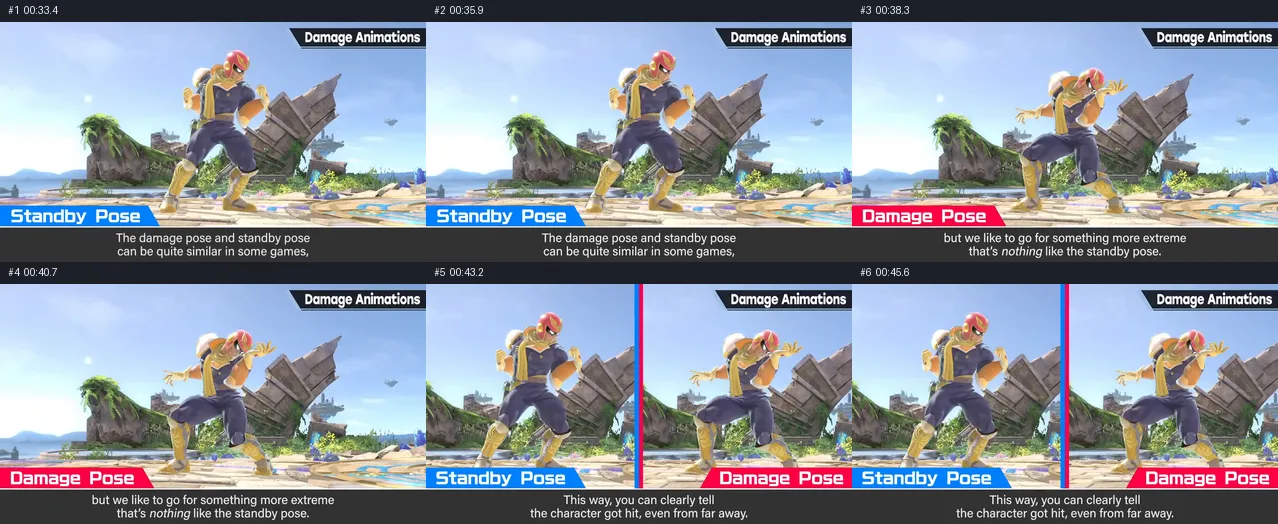 #1 00:33.4
Damage Animations
Standby Pose
The damage pose and standby pose
can be quite similar in some games,
#2 00:35.9
Damage Animations
Standby Pose
The damage pose and standby pose
can be quite similar in some games,
#3 00:38.3
Damage Animations
Damage Pose
but we like to go for something more extreme
that's nothing like the standby pose.
#4 00:40.7
Damage Animations
Damage Pose
but we like to go for something more extreme
that's nothing like the standby pose.
#5 00:43.2
Damage Animations
Standby Pose
Damage Pose
This way, you can clearly tell
the character got hit, even from far away.
#6 00:45.6
Damage Animations
Standby Pose
Damage Pose
This way, you can clearly tell
the character got hit, even from far away.